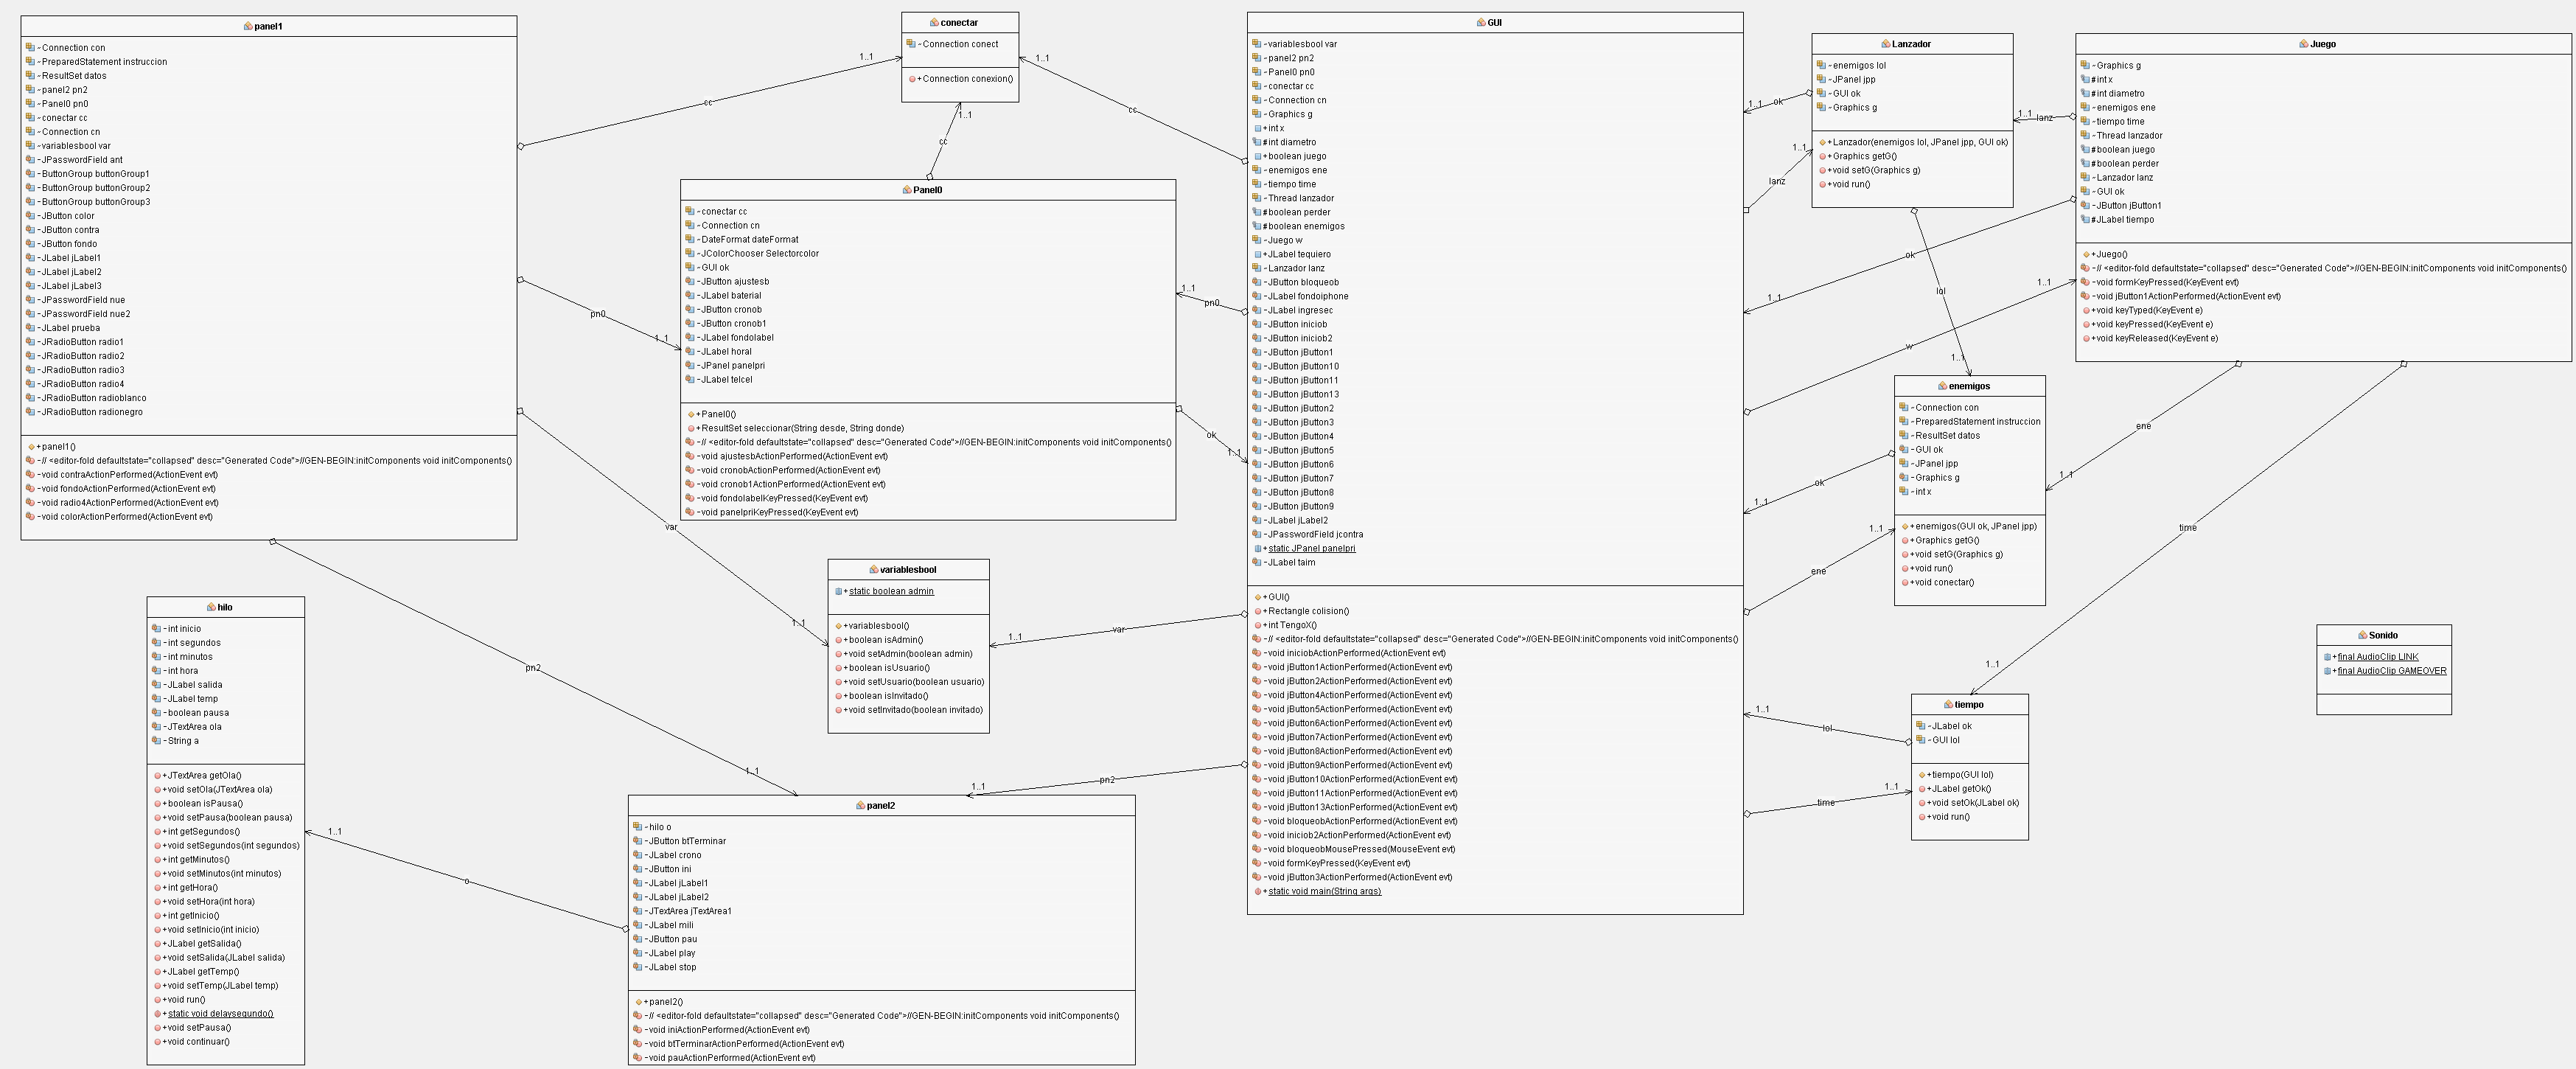 panel1
~Connection con
~PreparedStatement instruccion
~ResultSet datos
~panel2 pn2
~Panel0 pn0
~conectar cc
~Connection cn
~variablesbool var
-JPasswordField ant
-ButtonGroup buttonGroup1
-ButtonGroup buttonGroup2
-ButtonGroup buttonGroup3
-JButton color
-JButton contra
-JButton fondo
-JLabel jLabel1
-JLabel jLabel2
-JLabel jLabel3
-JPasswordField nue
-JPasswordField nue2
-JLabel prueba
-JRadioButton radio1
-JRadioButton radio2
-JRadioButton radio3
-JRadioButton radio4
-JRadioButton radioblanco
-JRadioButton radionegro
+panel1()
-// <editor-fold defaultstate="collapsed" desc="Generated Code">//GEN-BEGIN:initComponents void initComponents()
-void contraActionPerformed(ActionEvent evt)
-void fondoActionPerformed(ActionEvent evt)
-void radio4ActionPerformed(ActionEvent evt)
-void colorActionPerformed(ActionEvent evt)
conectar
~Connection conect
+Connection conexion()
1..1
cc
1..1
cc
1..1
cc
Panel0
~conectar cc
~Connection cn
~DateFormat dateFormat
~JColorChooser Selectorcolor
~GUI ok
-JButton ajustesb
-JLabel baterial
-JButton cronob
-JButton cronob1
-JLabel fondolabel
-JLabel horal
-JPanel panelpri
-JLabel telcel
+Panel0()
+ResultSet seleccionar(String desde, String donde)
-// <editor-fold defaultstate="collapsed" desc="Generated Code">//GEN-BEGIN:initComponents void initComponents()
-void ajustesbActionPerformed(ActionEvent evt)
-void cronobActionPerformed(ActionEvent evt)
-void cronob1ActionPerformed(ActionEvent evt)
-void fondolabelKeyPressed(KeyEvent evt)
-void panelpriKeyPressed(KeyEvent evt)
pn0
1..1
1..1
pn0
ok
1..1
GUI
~variablesbool var
~panel2 pn2
~Panel0 pn0
~conectar cc
~Connection cn
~Graphics g
+int x
#int diametro
+boolean juego
~enemigos ene
~tiempo time
~Thread lanzador
#boolean perder
#boolean enemigos
~Juego w
+JLabel tequiero
~Lanzador lanz
-JButton bloqueob
-JLabel fondoiphone
-JLabel ingresec
-JButton iniciob
-JButton iniciob2
-JButton jButton1
-JButton jButton10
-JButton jButton11
-JButton jButton13
-JButton jButton2
-JButton jButton3
-JButton jButton4
-JButton jButton5
-JButton jButton6
-JButton jButton7
-JButton jButton8
-JButton jButton9
-JLabel jLabel2
-JPasswordField jcontra
+static JPanel panelpri
-JLabel taim
+GUI()
+Rectangle colision()
+int TengoX()
-// <editor-fold defaultstate="collapsed" desc="Generated Code">//GEN-BEGIN:initComponents void initComponents()
-void iniciobActionPerformed(ActionEvent evt)
-void jButton1ActionPerformed(ActionEvent evt)
-void jButton2ActionPerformed(ActionEvent evt)
-void jButton4ActionPerformed(ActionEvent evt)
-void jButton5ActionPerformed(ActionEvent evt)
-void jButton6ActionPerformed(ActionEvent evt)
-void jButton7ActionPerformed(ActionEvent evt)
-void jButton8ActionPerformed(ActionEvent evt)
-void jButton9ActionPerformed(ActionEvent evt)
-void jButton10ActionPerformed(ActionEvent evt)
-void jButton11ActionPerformed(ActionEvent evt)
-void jButton13ActionPerformed(ActionEvent evt)
-void bloqueobActionPerformed(ActionEvent evt)
-void iniciob2ActionPerformed(ActionEvent evt)
-void bloqueobMousePressed(MouseEvent evt)
-void formKeyPressed(KeyEvent evt)
-void jButton3ActionPerformed(ActionEvent evt)
+static void main(String args)
Lanzador
~enemigos lol
~JPanel jpp
~GUI ok
~Graphics g
+Lanzador(enemigos lol, JPanel jpp, GUI ok)
+Graphics getG()
+void setG(Graphics g)
+void run()
1..1
ok
1..1
lanz
1..1
lanz
Juego
~Graphics g
#int x
#int diametro
~enemigos ene
~tiempo time
~Thread lanzador
#boolean juego
#boolean perder
~Lanzador lanz
~GUI ok
-JButton jButton1
#JLabel tiempo
+Juego()
-// <editor-fold defaultstate="collapsed" desc="Generated Code">//GEN-BEGIN:initComponents void initComponents()
-void formKeyPressed(KeyEvent evt)
-void jButton1ActionPerformed(ActionEvent evt)
+void keyTyped(KeyEvent e)
+void keyPressed(KeyEvent e)
+void keyReleased(KeyEvent e)
ok
1..1
1..1
w
lol
1..1
enemigos
-Connection con
~PreparedStatement instruccion
~ResultSet datos
-GUI ok
~JPanel jpp
-Graphics g
~int x
+enemigos(GUI ok, JPanel jpp)
+Graphics getG()
+void setG(Graphics g)
+void run()
+void conectar()
ene
1..1
ok
1..1
1..1
ene
time
1..1
var
1..1
variablesbool
+static boolean admin
+variablesbool()
+boolean isAdmin()
+void setAdmin(boolean admin)
+boolean isUsuario()
+void setUsuario(boolean usuario)
+boolean isInvitado()
+void setInvitado(boolean invitado)
var
1..1
hilo
-int inicio
-int segundos
-int minutos
-int hora
-JLabel salida
-JLabel temp
-boolean pausa
-JTextArea ola
-String a
+JTextArea getOla()
+void setOla(JTextArea ola)
+boolean isPausa()
+void setPausa(boolean pausa)
+int getSegundos()
+void setSegundos(int segundos)
+int getMinutos()
+void setMinutos(int minutos)
+int getHora()
+void setHora(int hora)
+int getInicio()
+void setInicio(int inicio)
+JLabel getSalida()
+void setSalida(JLabel salida)
+JLabel getTemp()
+void setTemp(JLabel temp)
+void run()
+static void delaysegundo()
+void setPausa()
+void continuar()
pn2
1..1
1..1
pn2
1..1
o
panel2
~hilo o
-JButton btTerminar
-JLabel crono
-JButton ini
-JLabel jLabel1
-JLabel jLabel2
-JTextArea jTextArea1
-JLabel mili
-JButton pau
-JLabel play
-JLabel stop
+panel2()
-// <editor-fold defaultstate="collapsed" desc="Generated Code">//GEN-BEGIN:initComponents void initComponents()
-void iniActionPerformed(ActionEvent evt)
-void btTerminarActionPerformed(ActionEvent evt)
-void pauActionPerformed(ActionEvent evt)
tiempo
~JLabel ok
~GUI lol
+tiempo(GUI lol)
+JLabel getOk()
+void setOk(JLabel ok)
+void run()
1..1
lol
1..1
time
Sonido
+final AudioClip LINK
+final AudioClip GAMEOVER